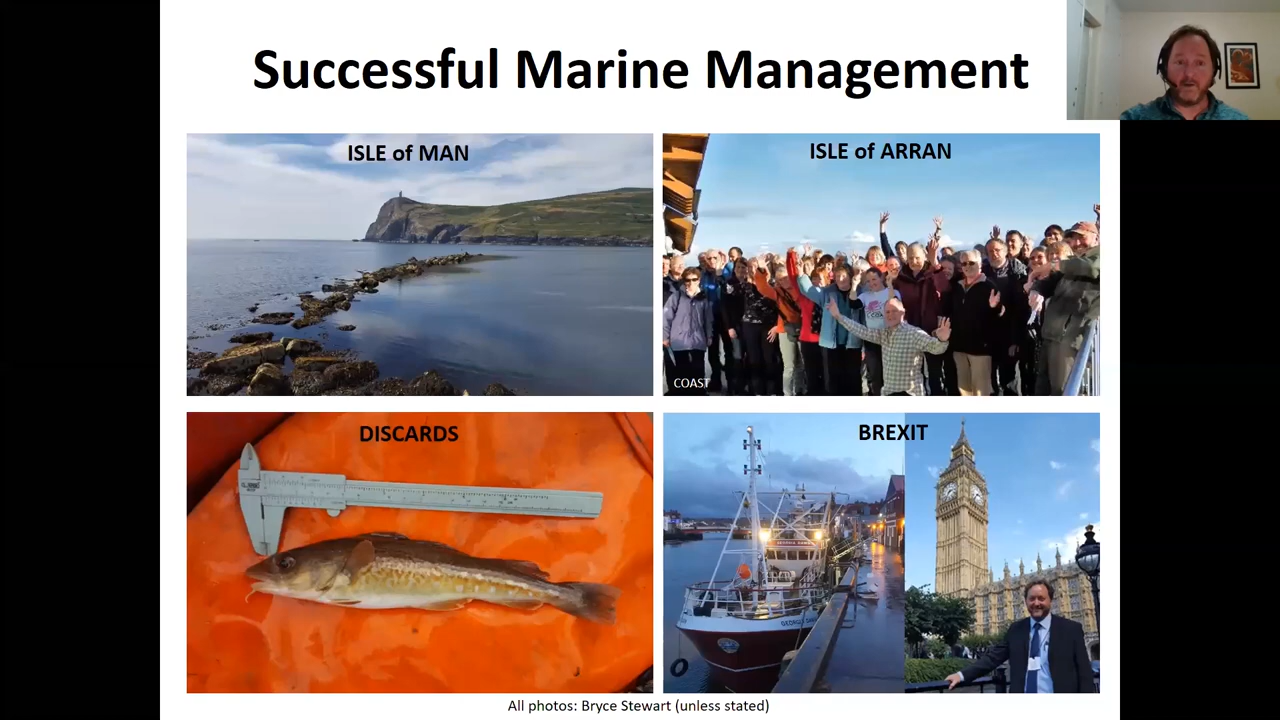 Successful Marine Management
ISLE of MAN
ISLE of ARRAN
COAST
DISCARDS
BREXIT
All photos: Bryce Stewart (unless stated)